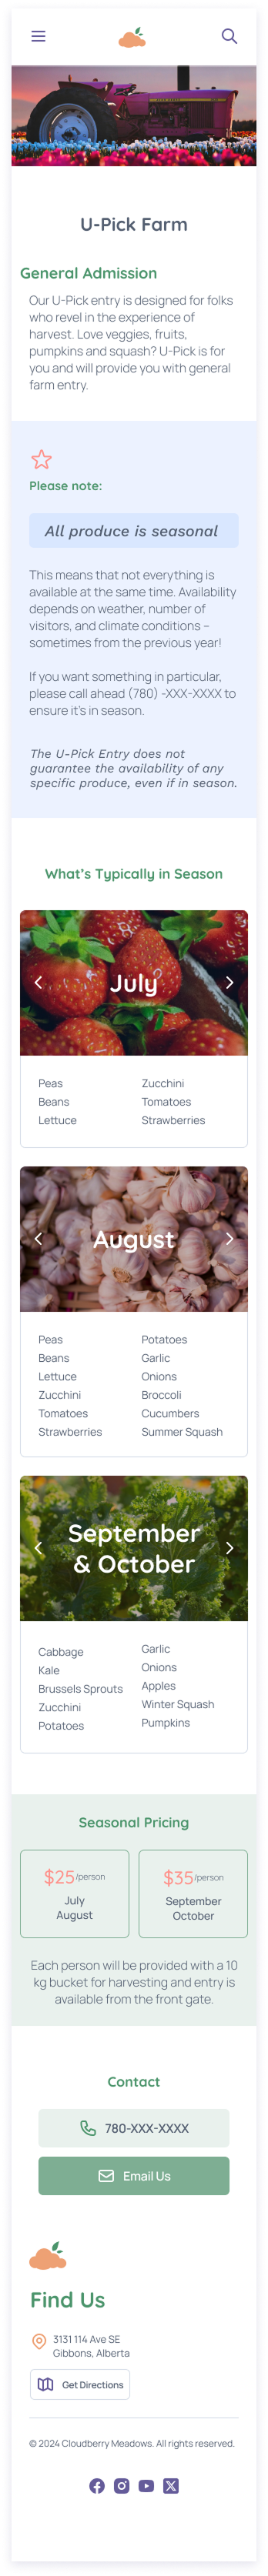 U-Pick Farm
General Admission
Our U-Pick entry is designed for folks
who revel in the experience of
harvest. Love veggies, fruits,
pumpkins and squash? U-Pick is for
you and will provide you with general
farm entry.
Please note:
All produce is seasonal
This means that not everything is
available at the same time. Availability
depends on weather, number of
visitors, and climate conditions –
sometimes from the previous year!
If you want something in particular,
please call ahead (780) -XXX-XXXX to
ensure it's in season.
The U-Pick Entry does not
guarantee the availability of any
specific produce, even if in season.
What's Typically in Season
July
Peas
Beans
Lettuce
Zucchini
Tomatoes
Strawberries
August
Peas
Beans
Lettuce
Zucchini
Tomatoes
Strawberries
Potatoes
Garlic
Onions
Broccoli
Cucumbers
Summer Squash
September
& October
Cabbage
Kale
Brussels Sprouts
Zucchini
Potatoes
Garlic
Onions
Apples
Winter Squash
Pumpkins
Seasonal Pricing
$25/person
July
August
$35/person
September
October
Each person will be provided with a 10
kg bucket for harvesting and entry is
available from the front gate.
Contact
780-XXX-XXXX
Email Us
Find Us
3131 114 Ave SE
Gibbons, Alberta
Get Directions
© 2024 Cloudberry Meadows. All rights reserved.